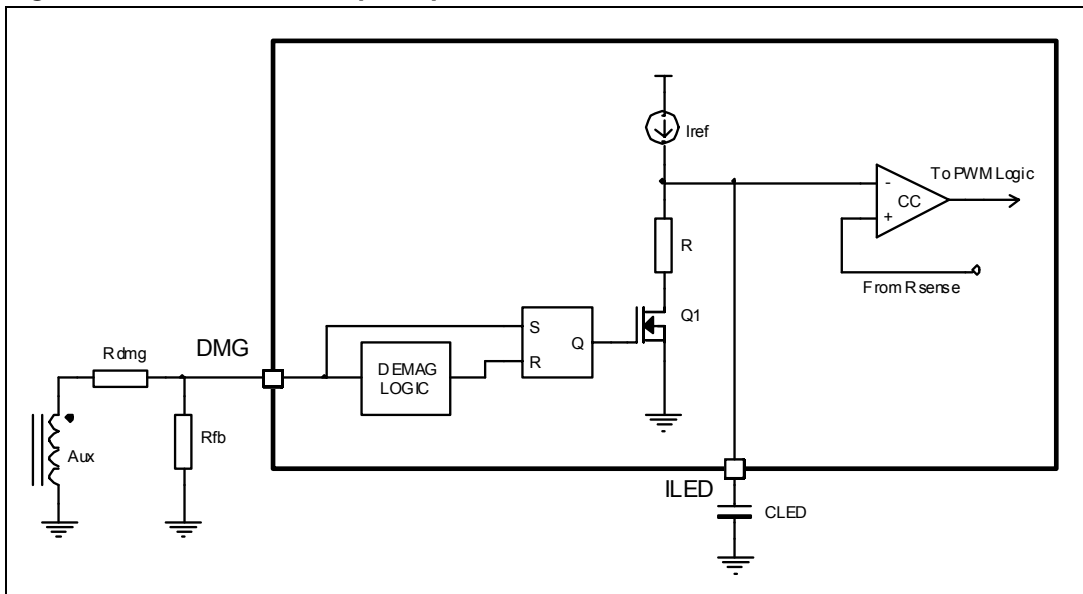 Iref
To PWM Logic
-
CC
+
R
From Rsense
Q1
S
Q
R
DEMAG
LOGIC
DMG
Rdmg
Rfb
Aux
ILED
CLED